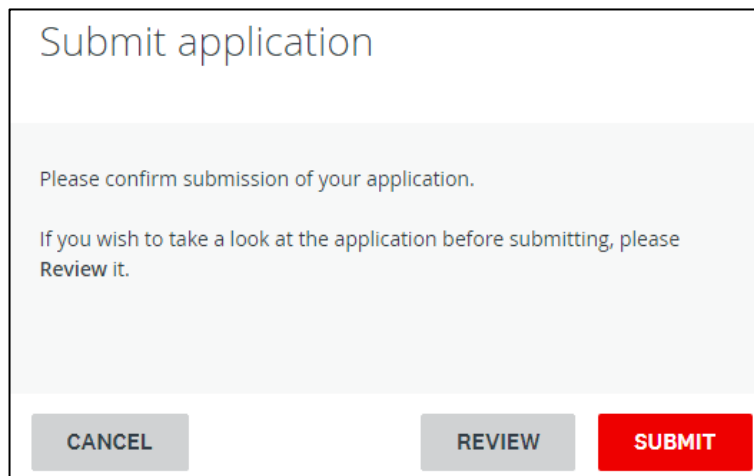 Submit application
Please confirm submission of your application.
If you wish to take a look at the application before submitting, please
Review it.
CANCEL
REVIEW
SUBMIT